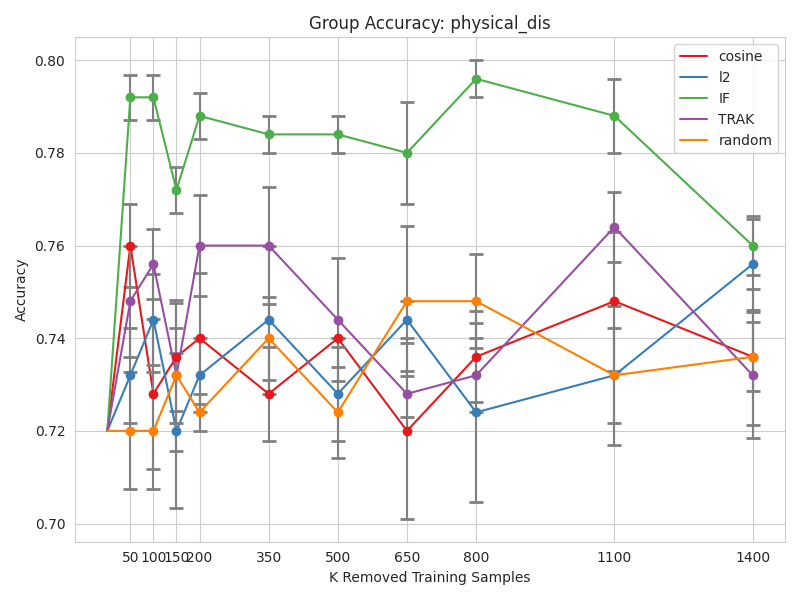 Group Accuracy: physical_dis
cosine
l2
IF
TRAK
random
Accuracy
0.80
0.78
0.76
0.74
0.72
0.70
50 100 150 200 350 500 650 800 1100 1400
K Removed Training Samples